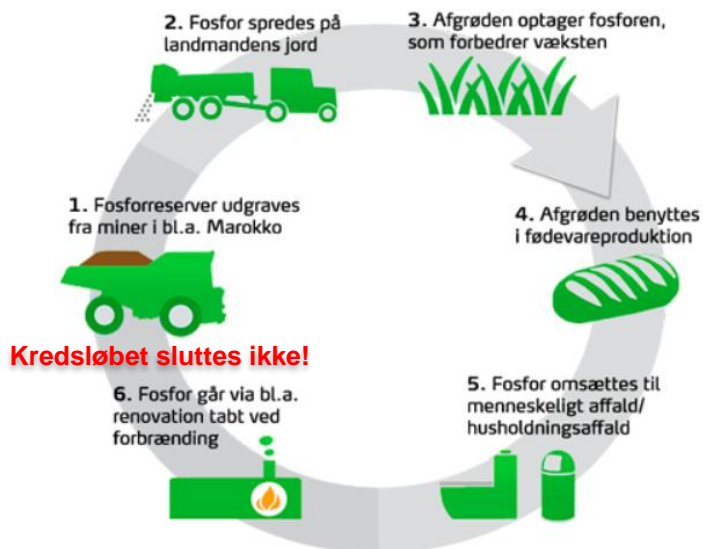 2. Fosfor spredes på
landmandens jord
3. Afgrøden optager fosforen,
som forbedrer væksten
1. Fosforreserver udgraves
fra miner i bl.a. Marokko
4. Afgrøden benyttes
i fødevareproduktion
Kredsløbet sluttes ikke!
6. Fosfor går via bl.a.
renovation tabt ved
forbrænding
5. Fosfor omsættes til
menneskeligt affald/
husholdningsaffald